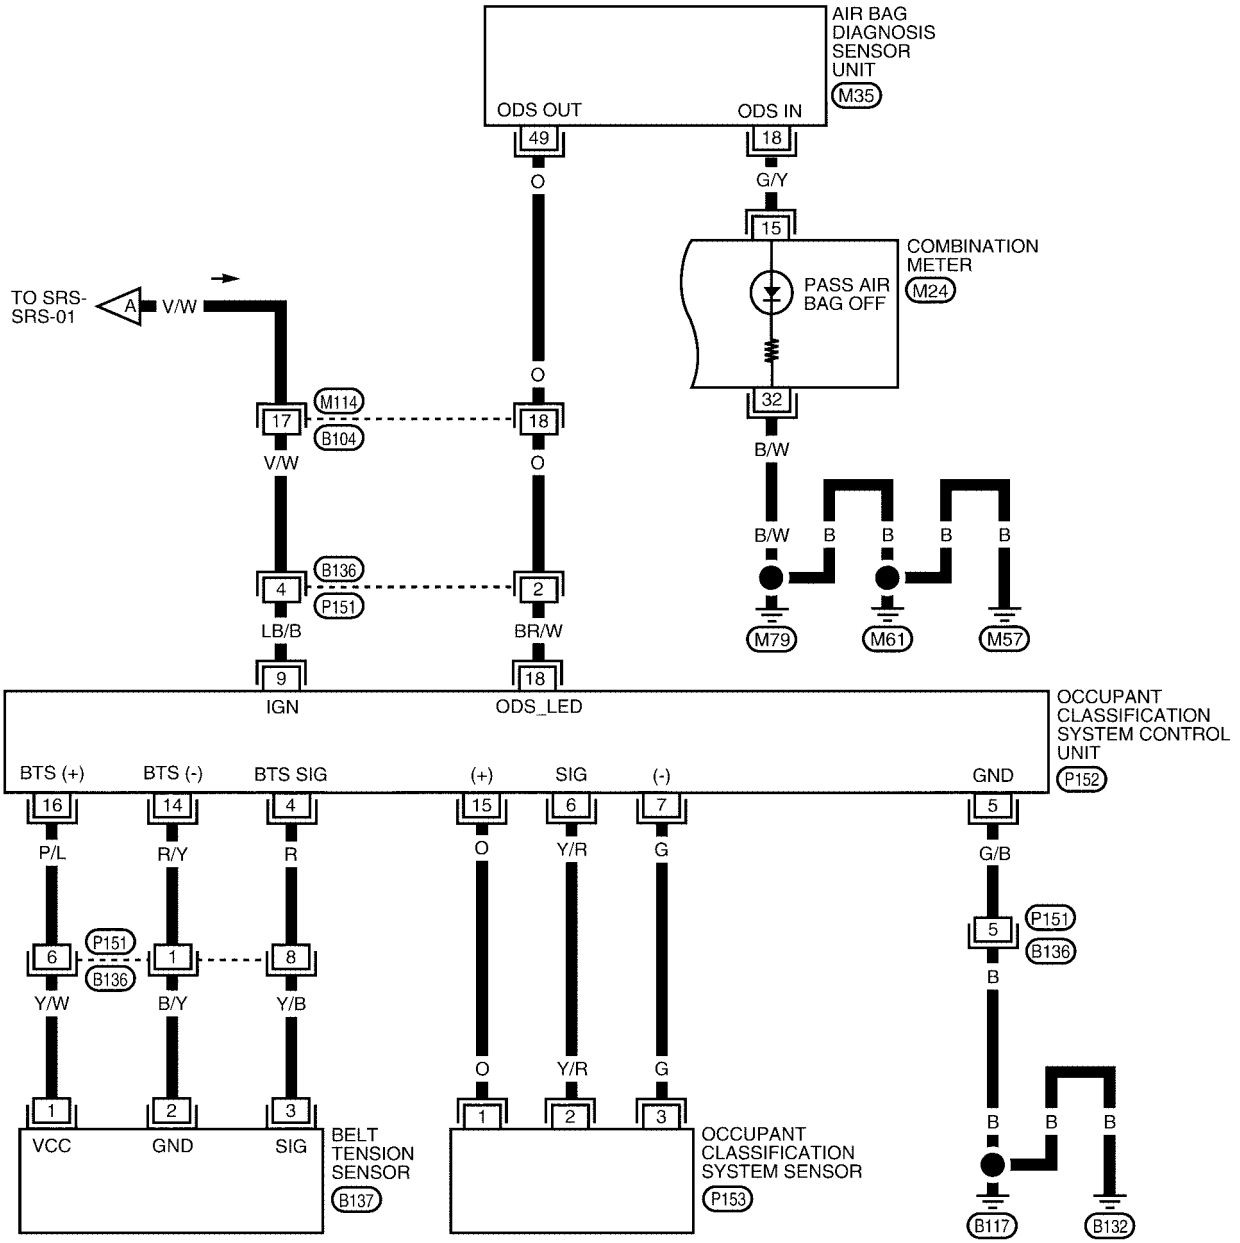 AIR BAG
DIAGNOSIS
SENSOR
UNIT
M35
ODS OUT
ODS IN
49
18
O
G/Y
15
COMBINATION
METER
M24
PASS AIR
BAG OFF
TO SRS-
SRS-01
A
V/W
O
32
M114
17
18
B104
V/W
O
B/W
B/W
B
B
B
B
B136
4
2
P151
LB/B
BR/W
M79
M61
M57
9
18
IGN
ODS_LED
OCCUPANT
CLASSIFICATION
SYSTEM CONTROL
UNIT
P152
BTS (+)
BTS (-)
BTS SIG
(+)
SIG
(-)
GND
16
14
4
15
6
7
5
P/L
R/Y
R
O
Y/R
G
G/B
P151
5
B136
B
6
P151
1
8
B136
Y/W
B/Y
Y/B
O
Y/R
G
1
2
3
1
2
3
B
B
B
VCC
GND
SIG
BELT
TENSION
SENSOR
B137
OCCUPANT
CLASSIFICATION
SYSTEM SENSOR
P153
B117
B132